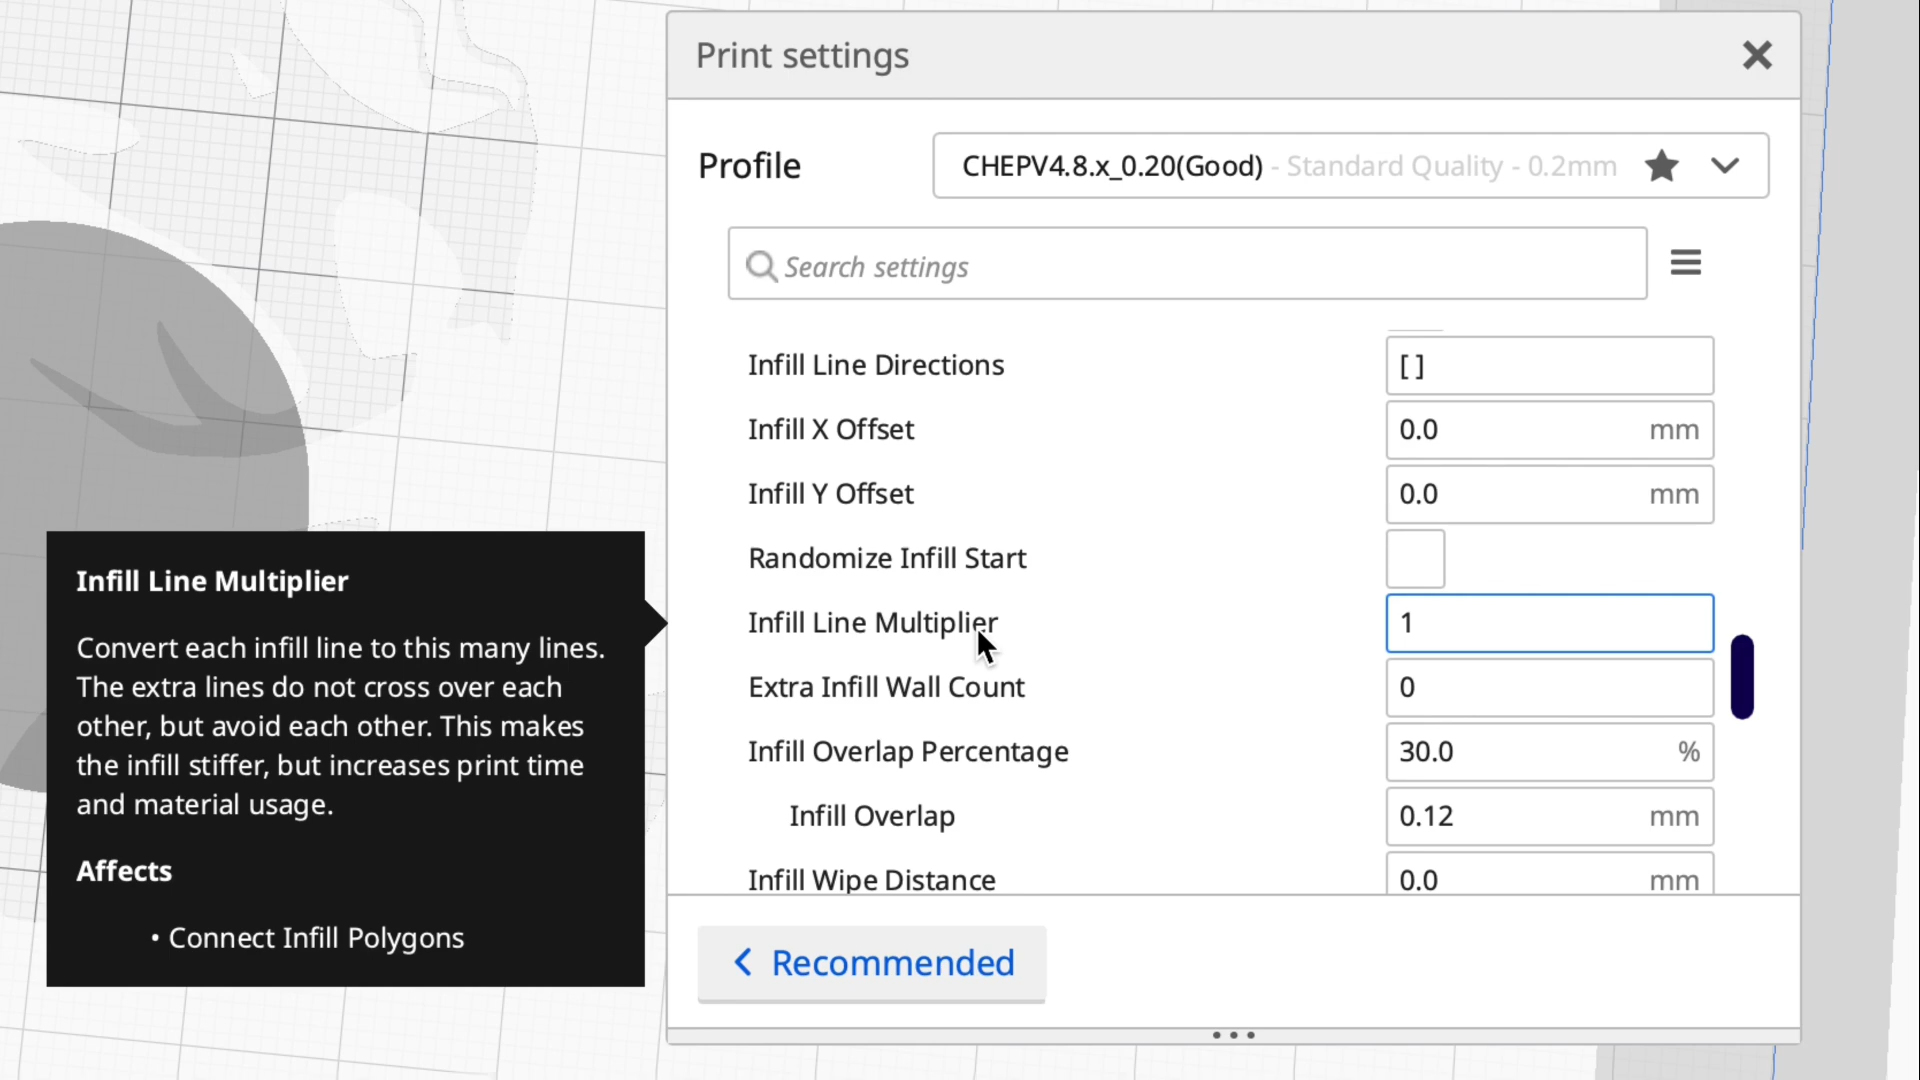 Print settings
Profile
CHEPV4.8.x_0.20(Good) - Standard Quality - 0.2mm
Search settings
Infill Line Directions
[ ]
Infill X Offset
0.0 mm
Infill Y Offset
0.0 mm
Randomize Infill Start
Infill Line Multiplier
1
Extra Infill Wall Count
0
Infill Overlap Percentage
30.0 %
Infill Overlap
0.12 mm
Infill Wipe Distance
0.0 mm
Recommended
Infill Line Multiplier
Convert each infill line to this many lines.
The extra lines do not cross over each
other, but avoid each other. This makes
the infill stiffer, but increases print time
and material usage.
Affects
• Connect Infill Polygons